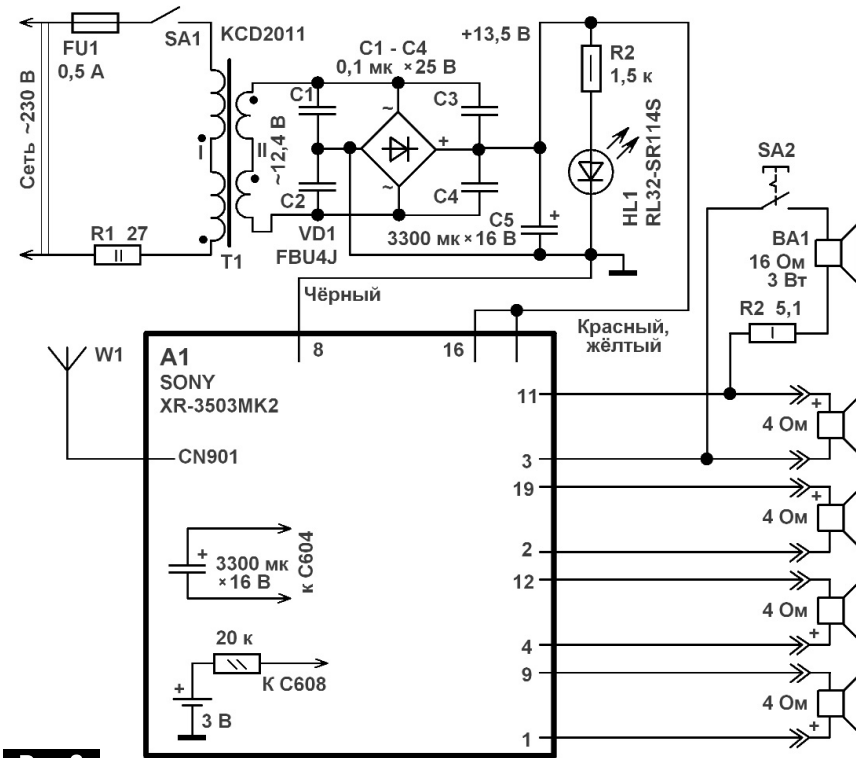 FU1
0,5 А
SA1
KCD2011
C1 - C4
0,1 мк × 25 В
+13,5 В
R2
1,5 к
Сеть ~230 В
C1
C3
~
+
~
I
II
~12,4 В
C2
C4
HL1
RL32-SR114S
SA2
R1 27
T1
VD1
FBU4J
C5
+
3300 мк × 16 В
BA1
16 Ом
3 Вт
R2 5,1
Чёрный
Красный,
жёлтый
W1
A1
SONY
XR-3503MK2
8
16
CN901
11
+
4 Ом
3
19
+
4 Ом
2
12
4 Ом
4
+
9
4 Ом
1
+
+
3300 мк
× 16 В
к С604
20 к
К С608
+
3 В